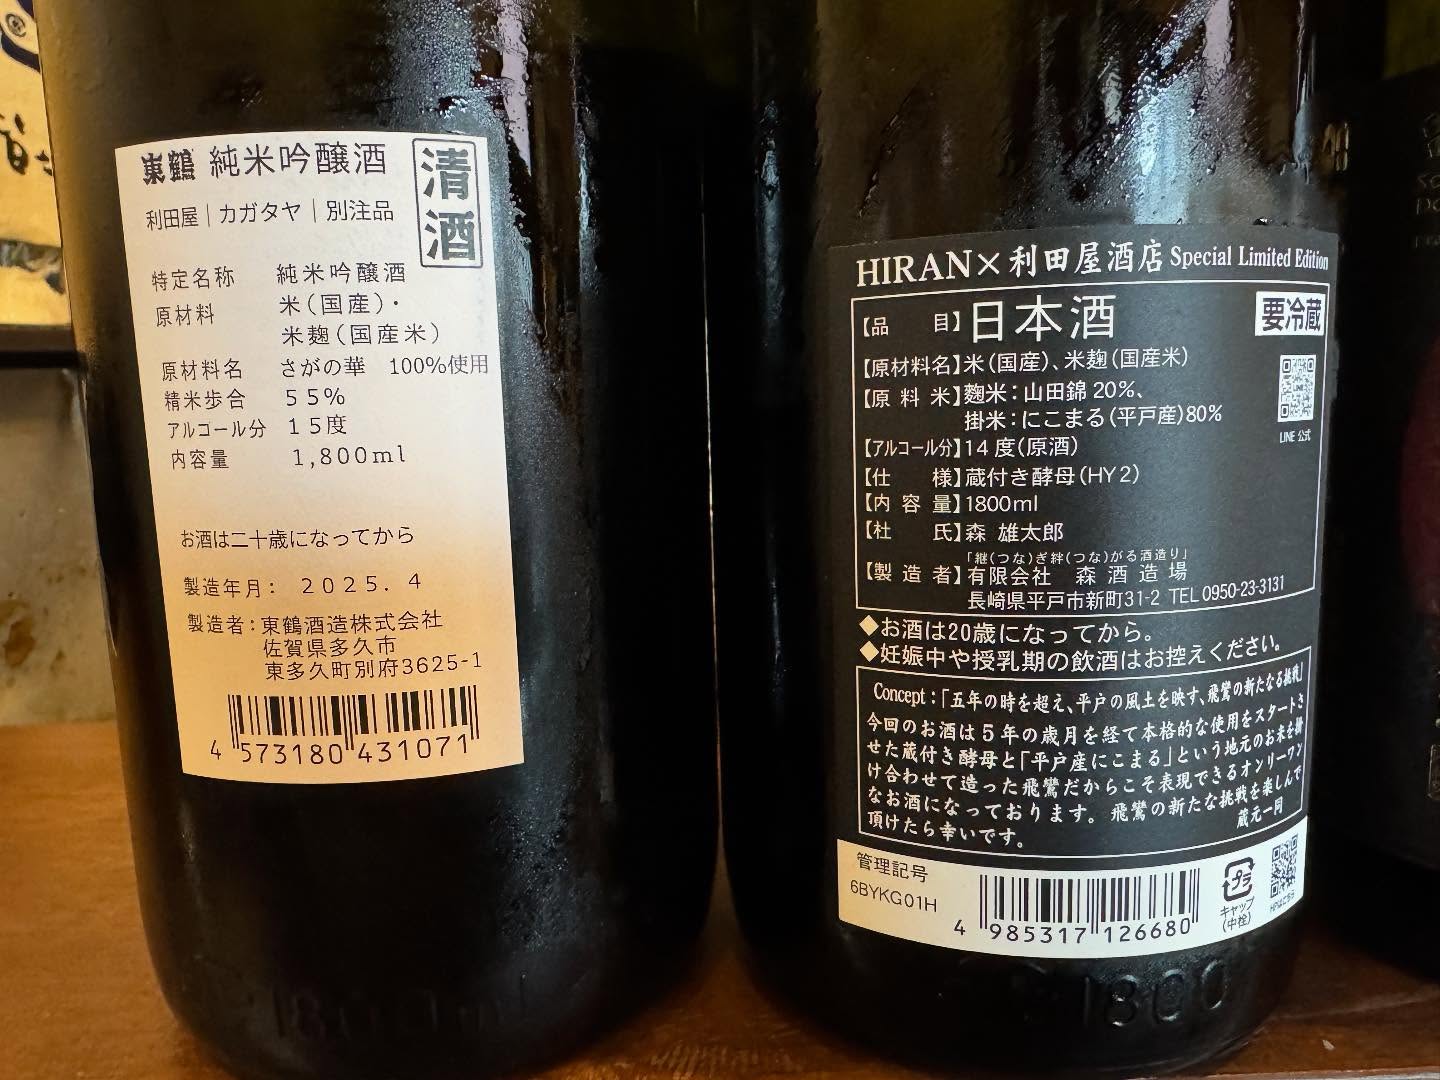 東鶴 純米吟醸酒
清酒
利田屋｜カガタヤ｜別注品
特定名称 純米吟醸酒
原材料 米(国産)・
米麹(国産米)
原材料名 さがの華 100%使用
精米歩合 55%
アルコール分 15度
内容量 1,800ml
お酒は二十歳になってから
製造年月: 2025.4
製造者:東鶴酒造株式会社
佐賀県多久市
東多久町別府3625-1
4 573180 431071
HIRAN×利田屋酒店 Special Limited Edition
【品 目】日本酒
要冷蔵
【原材料名】米(国産)、米麹(国産米)
【原料米】麴米:山田錦20%、
掛米:にこまる(平戸産)80%
LINE 公式
【アルコール分】14度(原酒)
【仕 様】蔵付き酵母(HY2)
【内容量】1800ml
【杜 氏】森 雄太郎
「継(つな)ぎ絆(つな)がる酒造り」
【製造者】有限会社 森酒造場
長崎県平戸市新町31-2 TEL 0950-23-3131
◆お酒は20歳になってから。
◆妊娠中や授乳期の飲酒はお控えください。
Concept:「五年の時を超え、平戸の風土を映す、飛鸞の新たなる挑戦」
今回のお酒は5年の歳月を経て本格的な使用をスタートさ
せた蔵付き酵母と「平戸産にこまる」という地元のお米を掛
け合わせて造った飛鸞だからこそ表現できるオンリーワン
なお酒になっております。飛鸞の新たな挑戦を楽しんで
頂けたら幸いです。
蔵元一同
管理記号
6BYKG01H
4 985317 126680
プラ
キャップ
(中栓)
HPはこちら
1800ml
1800